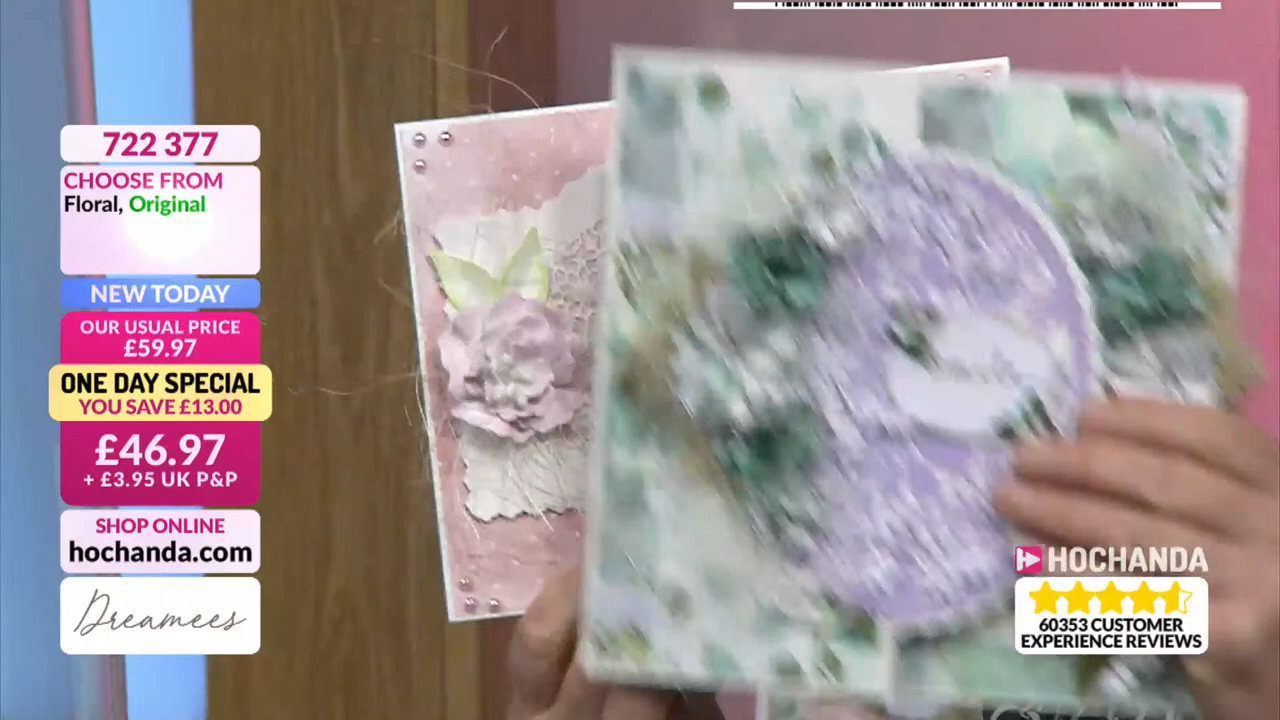 722 377
CHOOSE FROM
Floral, Original
NEW TODAY
OUR USUAL PRICE
£59.97
ONE DAY SPECIAL
YOU SAVE £13.00
£46.97
+ £3.95 UK P&P
SHOP ONLINE
hochanda.com
Dreamees
HOCHANDA
60353 CUSTOMER
EXPERIENCE REVIEWS